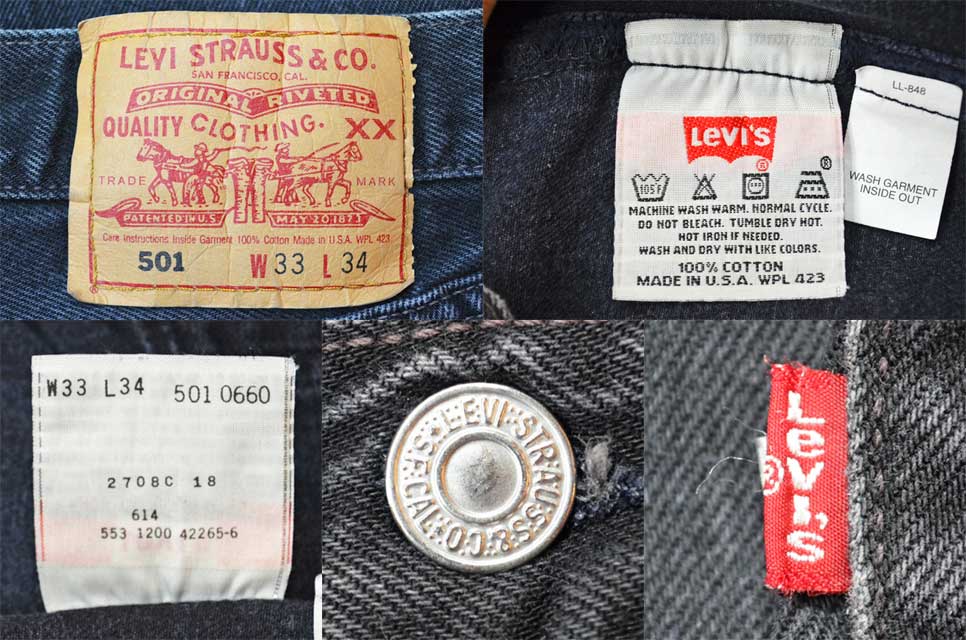 LEVI STRAUSS & CO.
SAN FRANCISCO, CAL.
ORIGINAL RIVETED
QUALITY CLOTHING. XX
TRADE MARK
PATENTED IN U.S. MAY 20 1873
Care Instructions Inside Garment 100% Cotton Made in U.S.A. WPL 423
501 W 33 L 34
Levi's
®
105F
®
MACHINE WASH WARM. NORMAL CYCLE.
DO NOT BLEACH. TUMBLE DRY HOT.
HOT IRON IF NEEDED.
WASH AND DRY WITH LIKE COLORS.
100% COTTON
MADE IN U.S.A. WPL 423
LL-848
WASH GARMENT
INSIDE OUT
W33 L34 501 0660
2708C 18
614
553 1200 42265-6
LEVI STRAUSS & CO. S.F. CAL.
Levi's
®